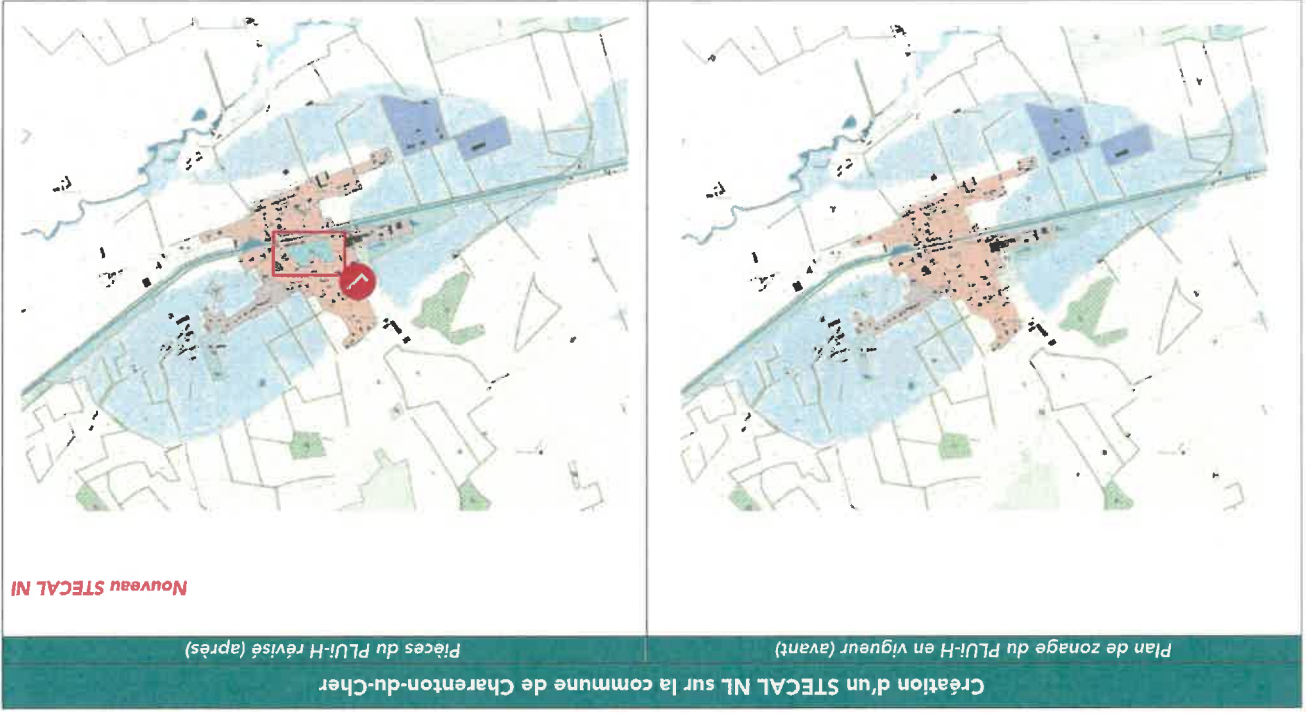 Création d'un STECAL NL sur la commune de Charenton-du-Cher
Plan de zonage du PLUi-H en vigueur (avant)
Pièces du PLUi-H révisé (après)
Nouveau STECAL Nl